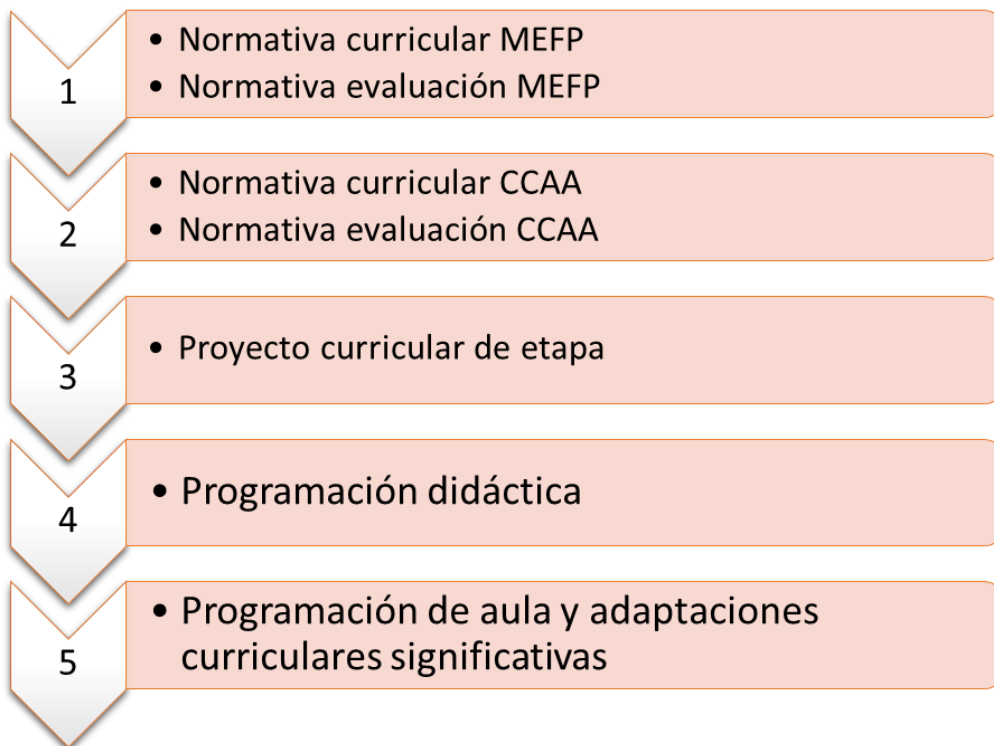 1
• Normativa curricular MEFP
• Normativa evaluación MEFP
2
• Normativa curricular CCAA
• Normativa evaluación CCAA
3
• Proyecto curricular de etapa
4
• Programación didáctica
5
• Programación de aula y adaptaciones
curriculares significativas